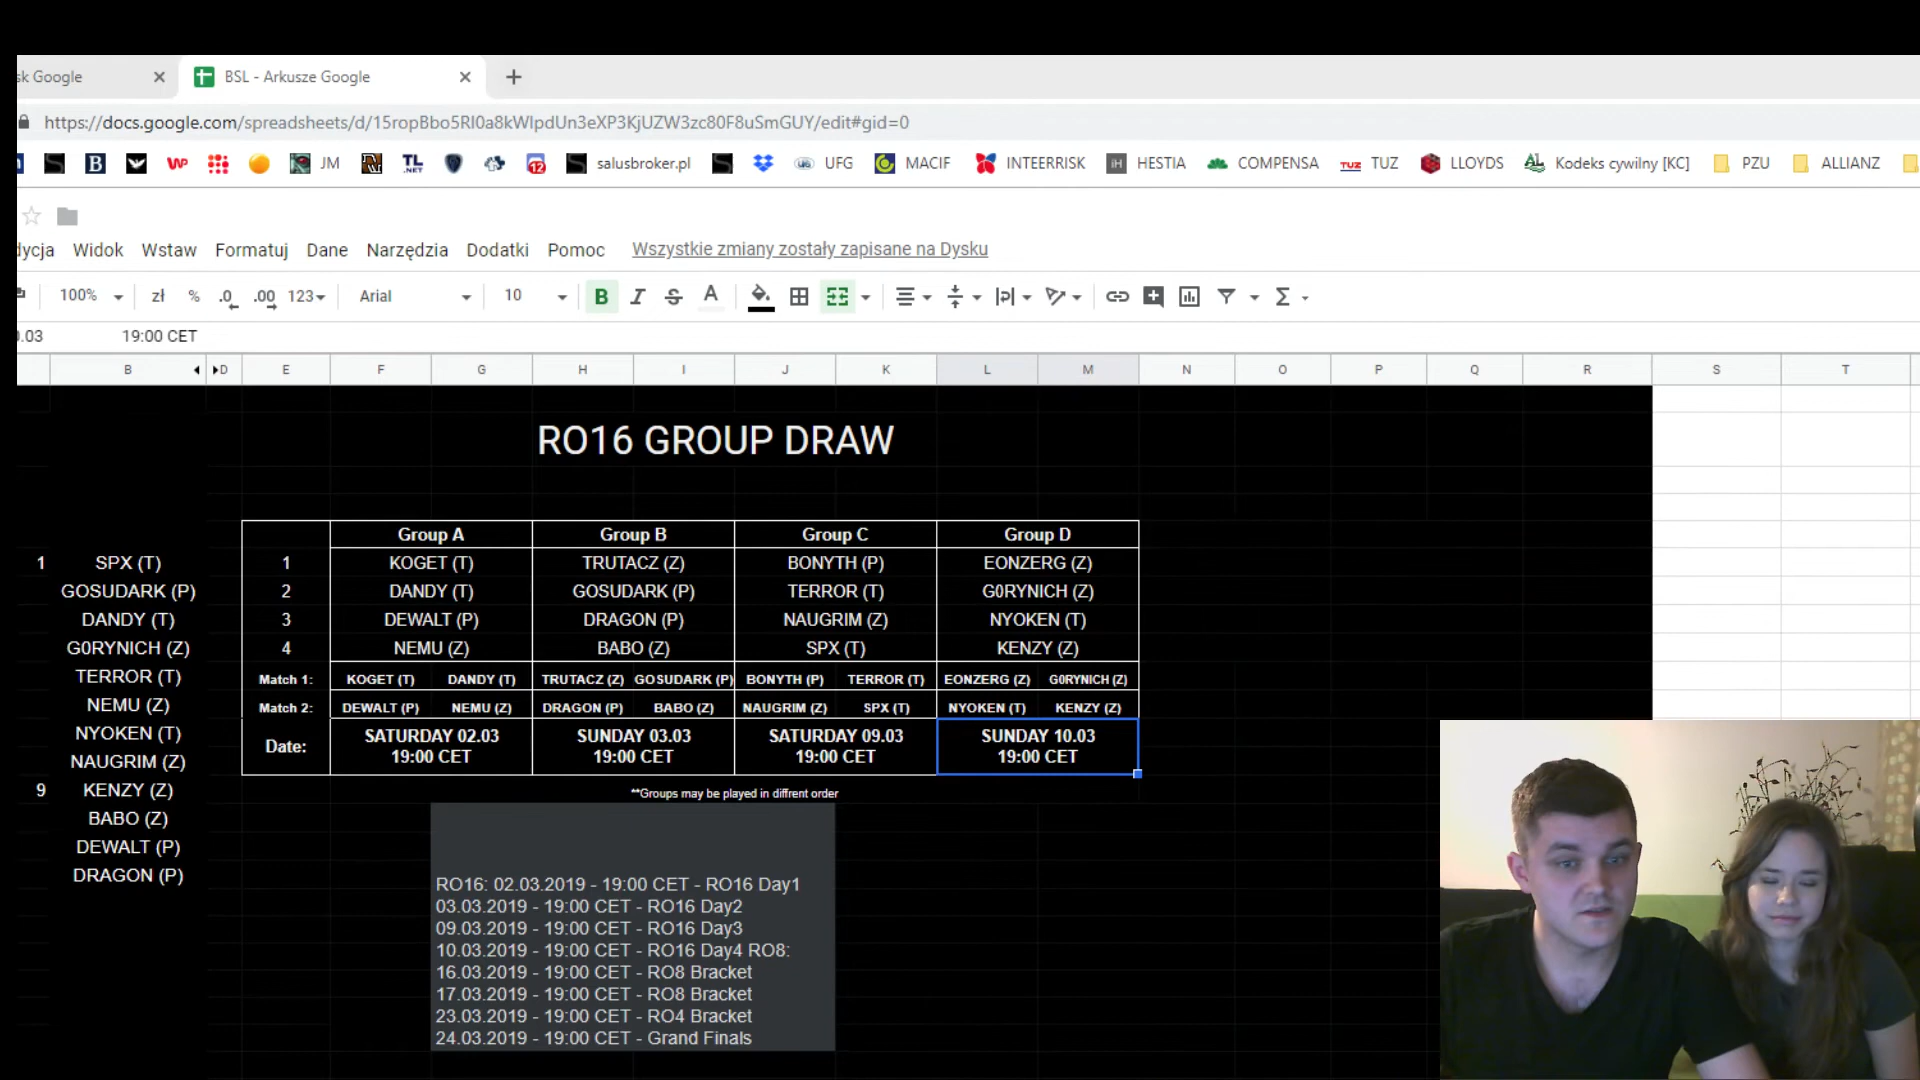 sk Google
BSL - Arkusze Google
https://docs.google.com/spreadsheets/d/15ropBbo5Rl0a8kWlpdUn3eXP3KjUZW3zc80F8uSmGUY/edit#gid=0
JM TL.NET 12 salusbroker.pl UFG MACIF INTEERRISK iH HESTIA COMPENSA TUZ TUZ LLOYDS Kodeks cywilny [KC] PZU ALLIANZ
dycja Widok Wstaw Formatuj Dane Narzędzia Dodatki Pomoc Wszystkie zmiany zostały zapisane na Dysku
100% zł % .0 .00 123 Arial 10 B I S A Σ
0.03 19:00 CET
B D E F G H I J K L M N O P Q R S T
RO16 GROUP DRAW
Group A Group B Group C Group D
1 SPX (T) 1 KOGET (T) TRUTACZ (Z) BONYTH (P) EONZERG (Z)
GOSUDARK (P) 2 DANDY (T) GOSUDARK (P) TERROR (T) G0RYNICH (Z)
DANDY (T) 3 DEWALT (P) DRAGON (P) NAUGRIM (Z) NYOKEN (T)
G0RYNICH (Z) 4 NEMU (Z) BABO (Z) SPX (T) KENZY (Z)
TERROR (T) Match 1: KOGET (T) DANDY (T) TRUTACZ (Z) GOSUDARK (P) BONYTH (P) TERROR (T) EONZERG (Z) G0RYNICH (Z)
NEMU (Z) Match 2: DEWALT (P) NEMU (Z) DRAGON (P) BABO (Z) NAUGRIM (Z) SPX (T) NYOKEN (T) KENZY (Z)
NYOKEN (T) Date: SATURDAY 02.03 SUNDAY 03.03 SATURDAY 09.03 SUNDAY 10.03
NAUGRIM (Z) 19:00 CET 19:00 CET 19:00 CET 19:00 CET
9 KENZY (Z) **Groups may be played in diffrent order
BABO (Z)
DEWALT (P)
DRAGON (P)
RO16: 02.03.2019 - 19:00 CET - RO16 Day1
03.03.2019 - 19:00 CET - RO16 Day2
09.03.2019 - 19:00 CET - RO16 Day3
10.03.2019 - 19:00 CET - RO16 Day4 RO8:
16.03.2019 - 19:00 CET - RO8 Bracket
17.03.2019 - 19:00 CET - RO8 Bracket
23.03.2019 - 19:00 CET - RO4 Bracket
24.03.2019 - 19:00 CET - Grand Finals